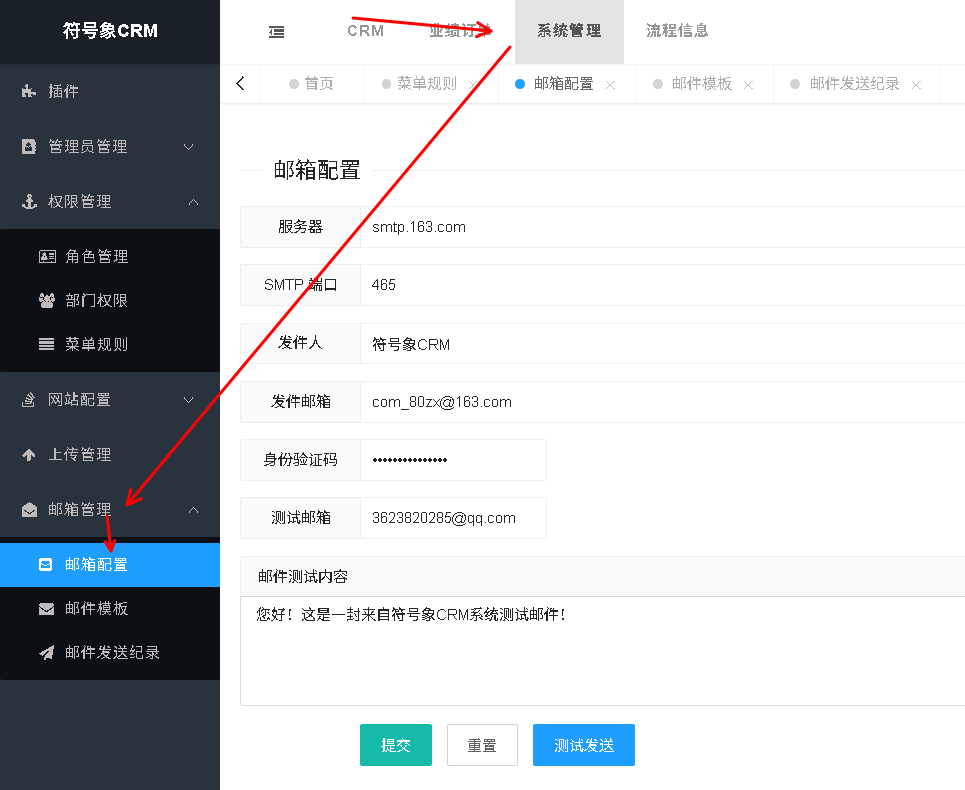 符号象CRM
CRM
业绩订单
系统管理
流程信息
首页
菜单规则
邮箱配置
邮件模板
邮件发送纪录
插件
管理员管理
权限管理
角色管理
部门权限
菜单规则
网站配置
上传管理
邮箱管理
邮箱配置
邮件模板
邮件发送纪录
邮箱配置
服务器 smtp.163.com
SMTP 端口 465
发件人 符号象CRM
发件邮箱 com_80zx@163.com
身份验证码 •••••••••••••••
测试邮箱 3623820285@qq.com
邮件测试内容
您好！这是一封来自符号象CRM系统测试邮件！
提交 重置 测试发送